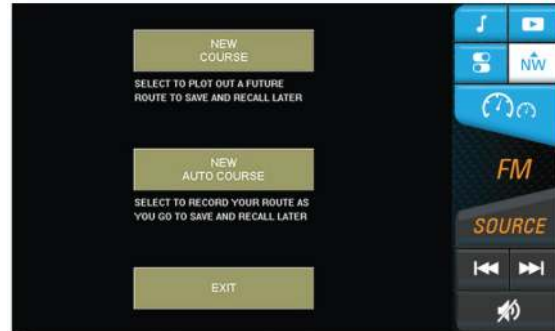 NEW
COURSE
SELECT TO PLOT OUT A FUTURE
ROUTE TO SAVE AND RECALL LATER
NEW
AUTO COURSE
SELECT TO RECORD YOUR ROUTE AS
YOU GO TO SAVE AND RECALL LATER
EXIT
NW
FM
SOURCE